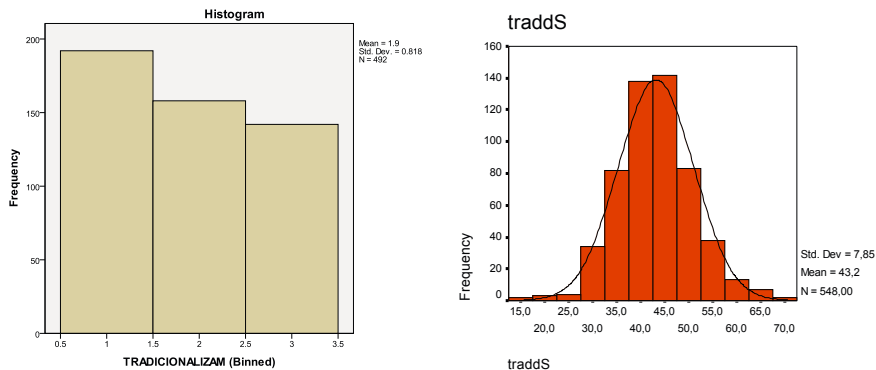 Histogram
Mean = 1.9
Std. Dev. = 0.818
N = 492
200
150
100
50
0
Frequency
0.5 1 1.5 2 2.5 3 3.5
TRADICIONALIZAM (Binned)
traddS
160
140
120
100
80
60
40
20
0
Frequency
Std. Dev = 7,85
Mean = 43,2
N = 548,00
15,0 25,0 35,0 45,0 55,0 65,0
20,0 30,0 40,0 50,0 60,0 70,0
traddS